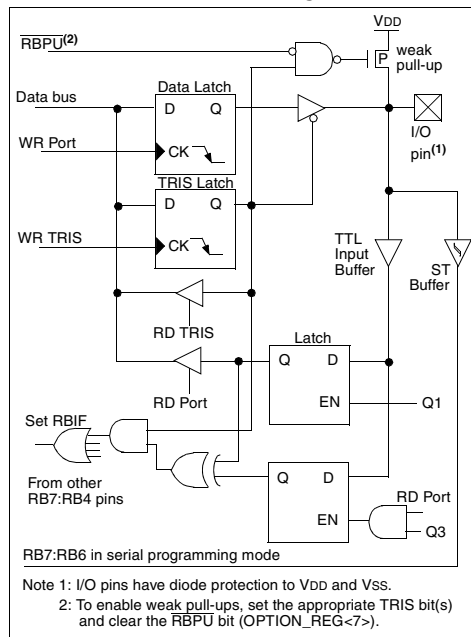 VDD
RBPU(2)
P
weak
pull-up
Data Latch
Data bus
D Q
I/O
pin(1)
WR Port
CK
TRIS Latch
D Q
WR TRIS
CK
TTL
Input
Buffer
ST
Buffer
RD TRIS
Latch
Q D
RD Port
EN
Q1
Set RBIF
From other
RB7:RB4 pins
Q D
RD Port
EN
Q3
RB7:RB6 in serial programming mode
Note 1: I/O pins have diode protection to VDD and VSS.
2: To enable weak pull-ups, set the appropriate TRIS bit(s)
and clear the RBPU bit (OPTION_REG<7>).